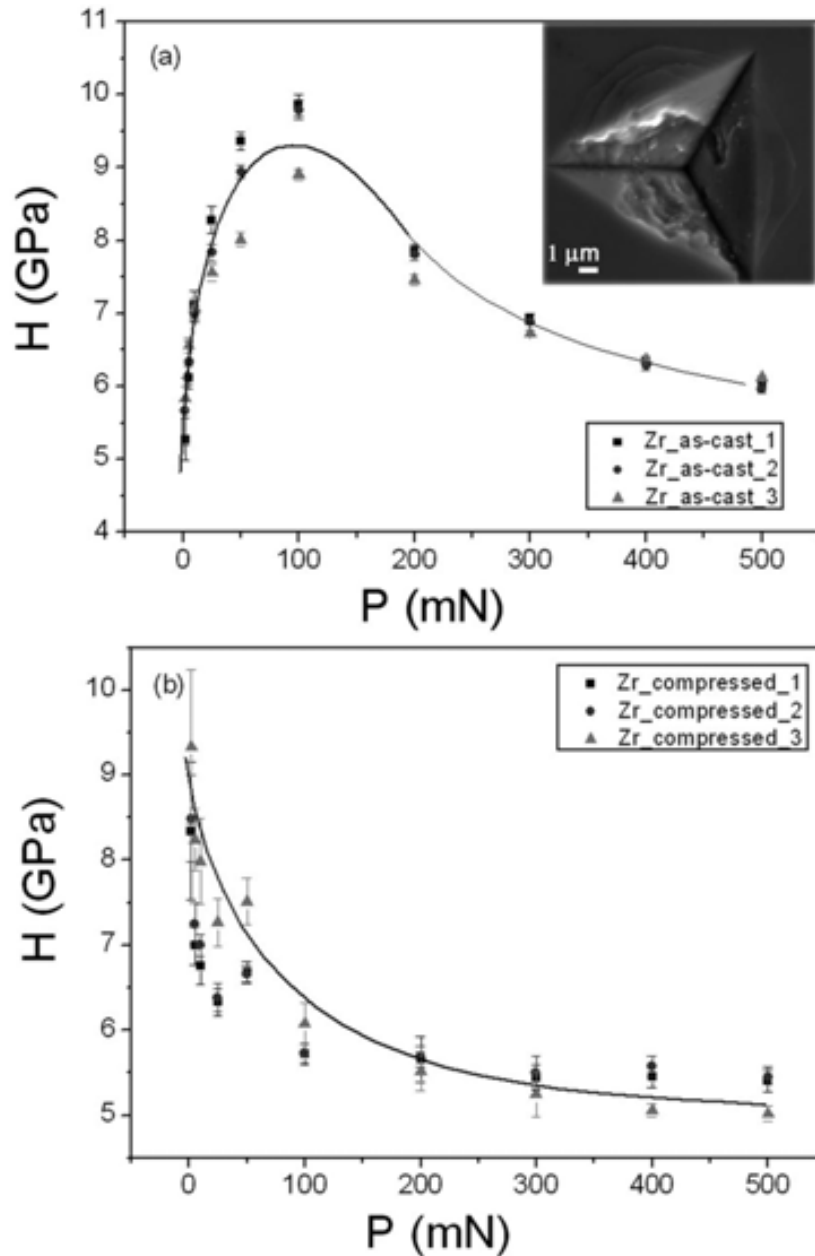 (a)
11
10
9
8
7
6
5
4
H (GPa)
1 µm
Zr_as-cast_1
Zr_as-cast_2
Zr_as-cast_3
0 100 200 300 400 500
P (mN)
(b)
10
9
8
7
6
5
H (GPa)
Zr_compressed_1
Zr_compressed_2
Zr_compressed_3
0 100 200 300 400 500
P (mN)